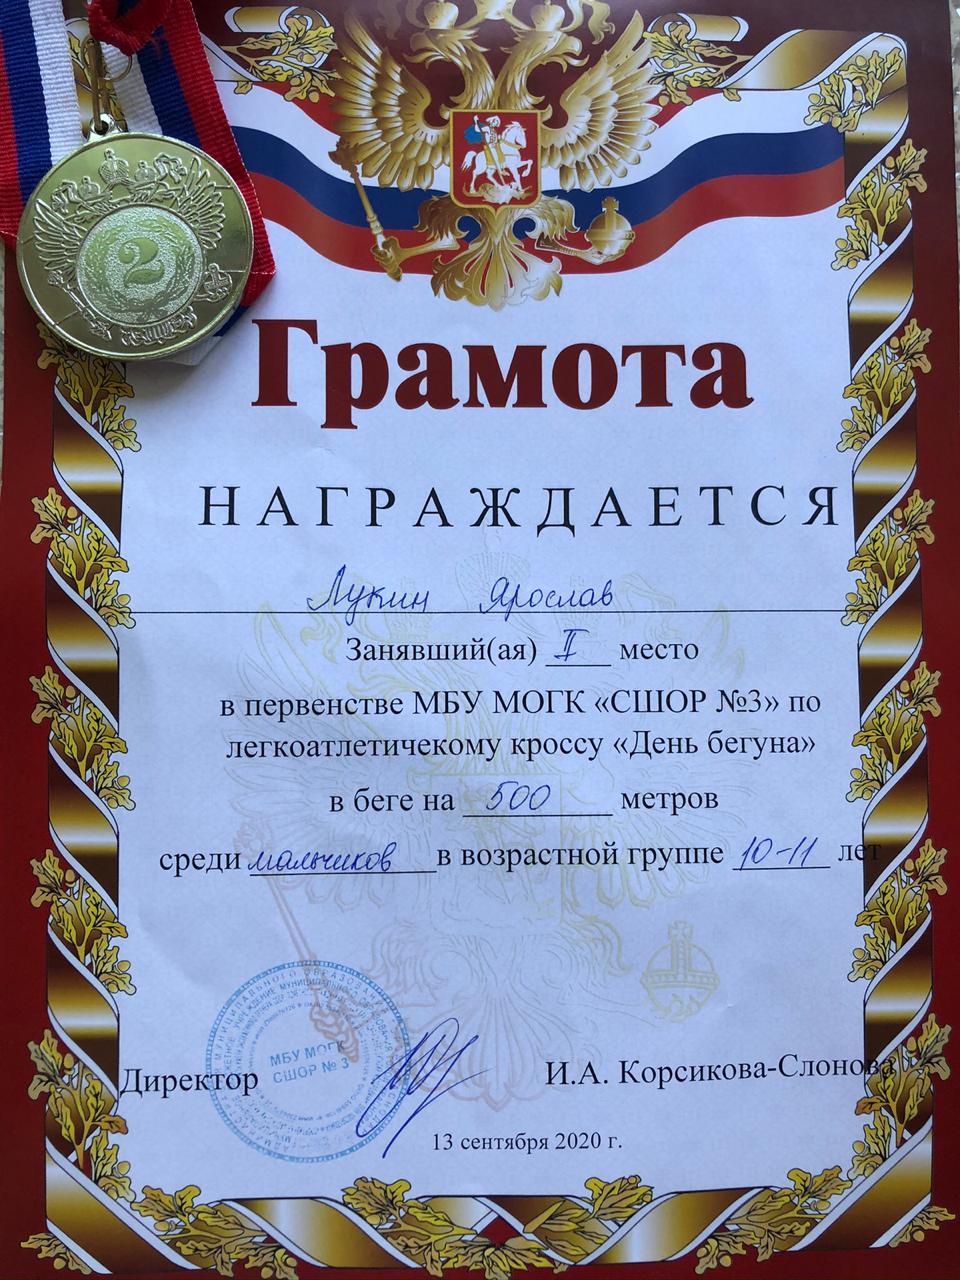 2
Грамота
НАГРАЖДАЕТСЯ
Лукин Ярослав
Занявший(ая) II место
в первенстве МБУ МОГК «СШОР №3» по
легкоатлетичекому кроссу «День бегуна»
в беге на 500 метров
среди мальчиков в возрастной группе 10-11 лет
МБУ МОГК
СШОР № 3
Директор И.А. Корсикова-Слонова
13 сентября 2020 г.